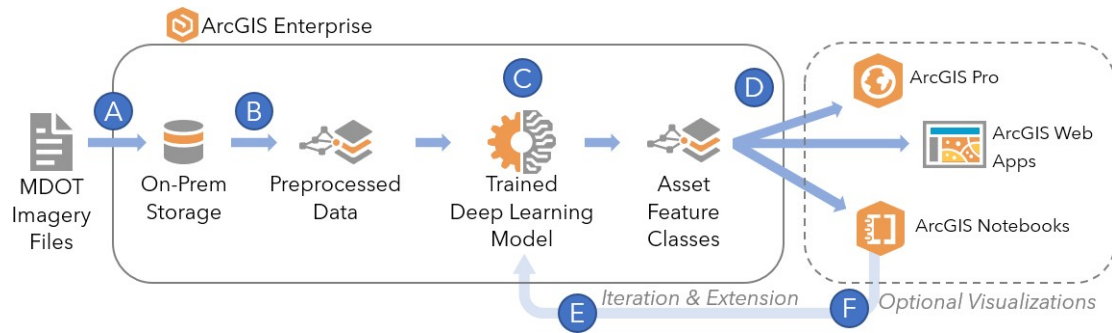 ArcGIS Enterprise
A
B
C
D
MDOT
Imagery
Files
On-Prem
Storage
Preprocessed
Data
Trained
Deep Learning
Model
Asset
Feature
Classes
ArcGIS Pro
ArcGIS Web
Apps
ArcGIS Notebooks
E
Iteration & Extension
F
Optional Visualizations